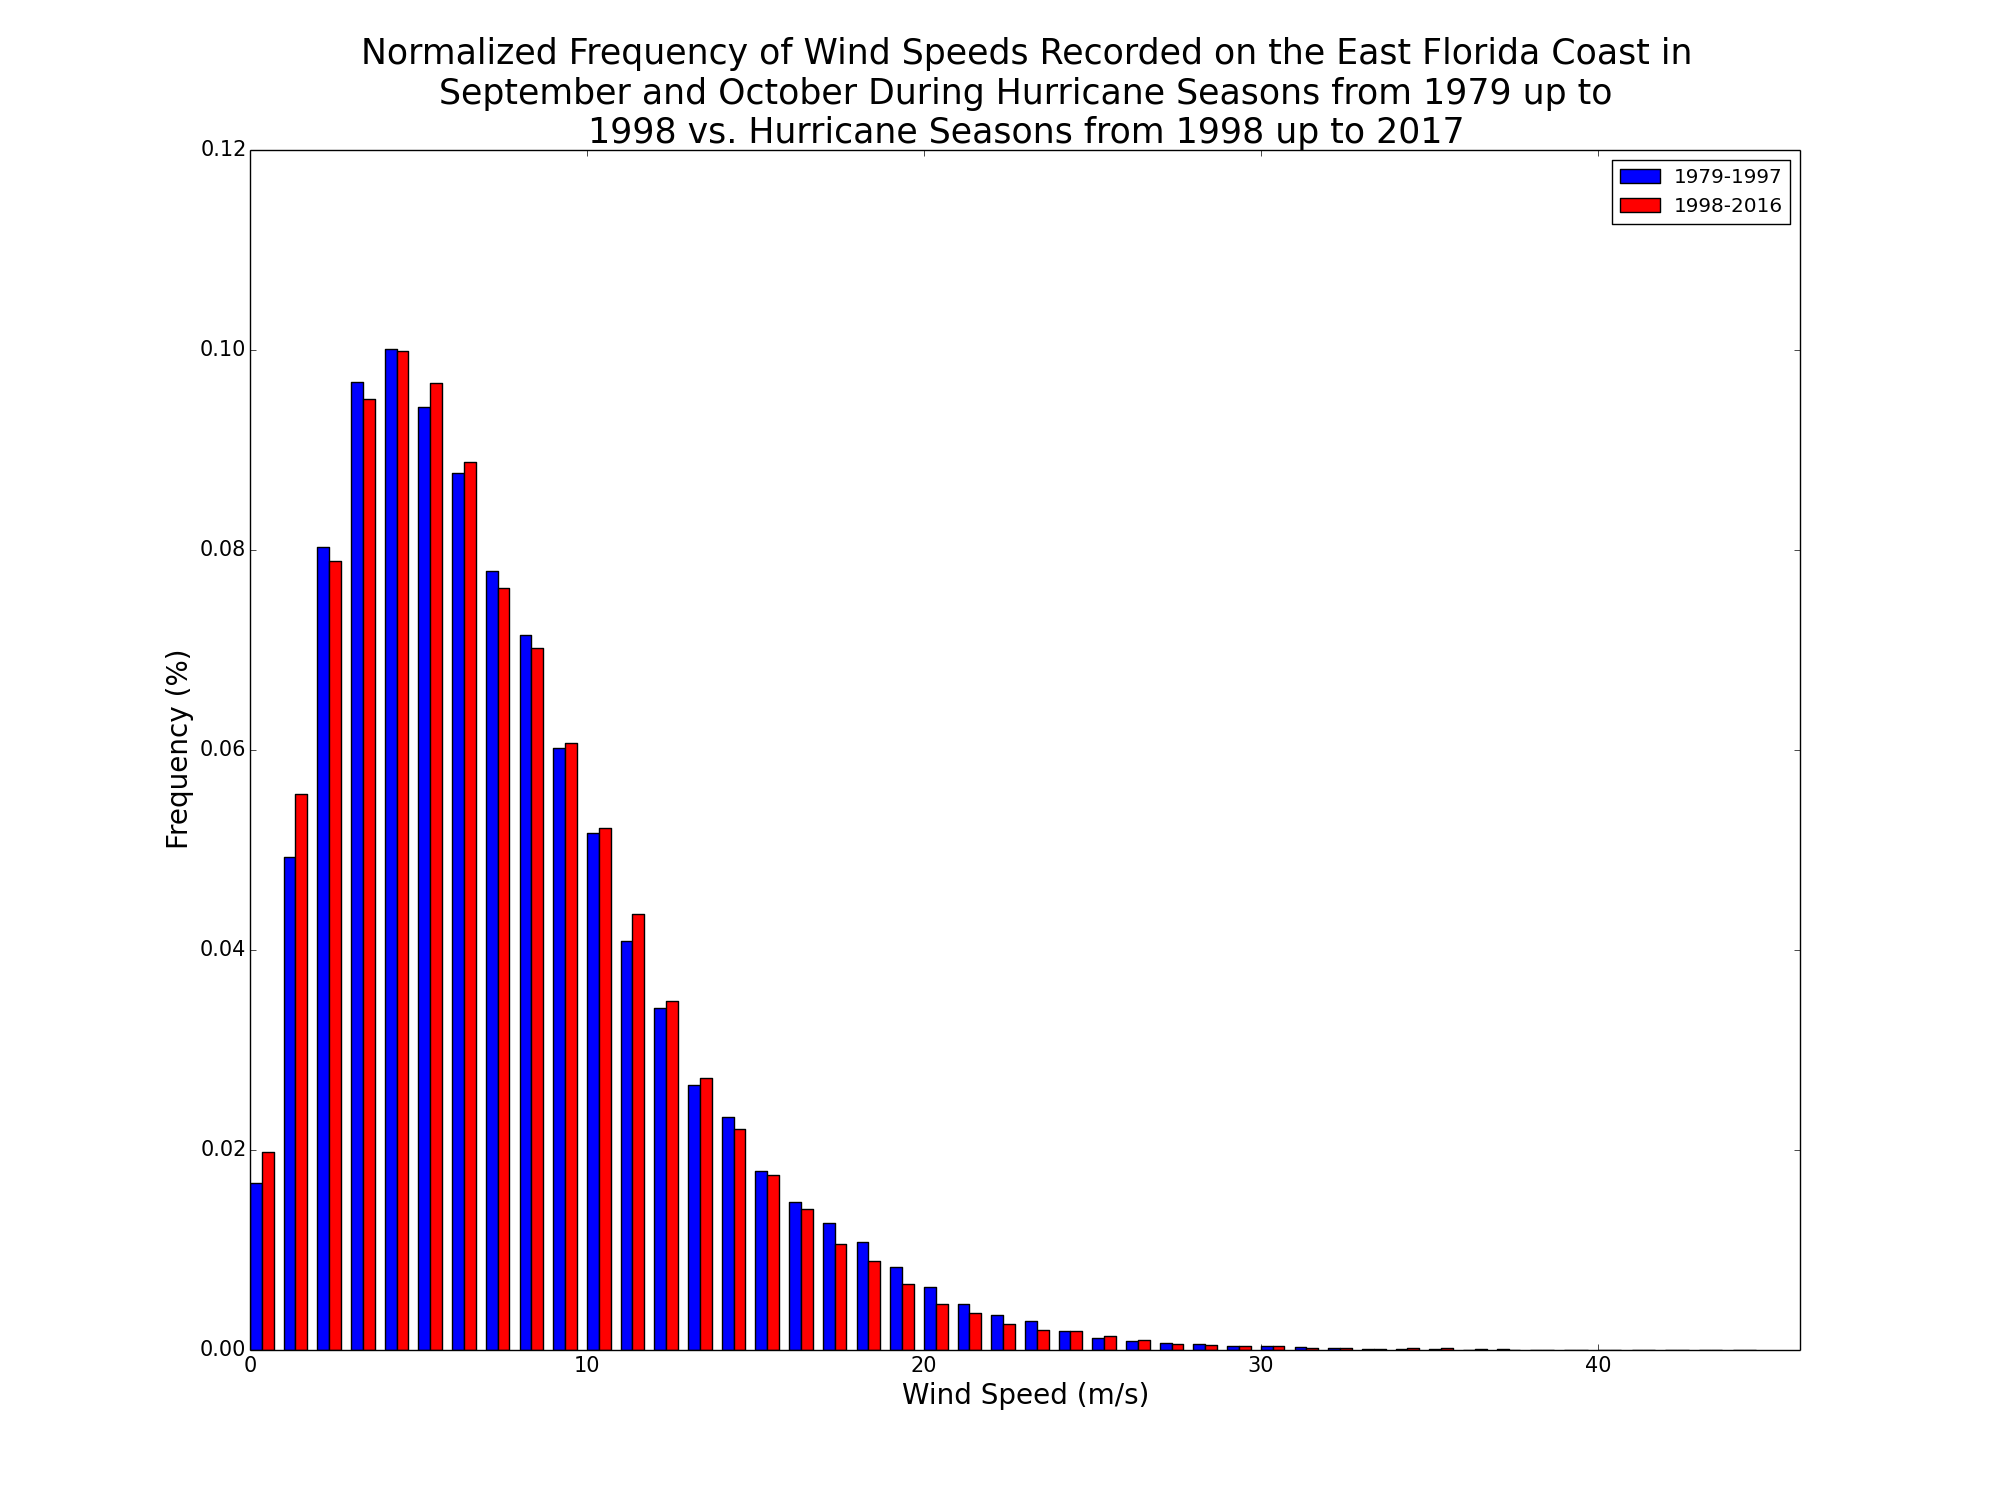 Normalized Frequency of Wind Speeds Recorded on the East Florida Coast in
September and October During Hurricane Seasons from 1979 up to
1998 vs. Hurricane Seasons from 1998 up to 2017
0.12
1979-1997
1998-2016
0.10
0.08
0.06
0.04
0.02
0.00
Frequency (%)
0 10 20 30 40
Wind Speed (m/s)